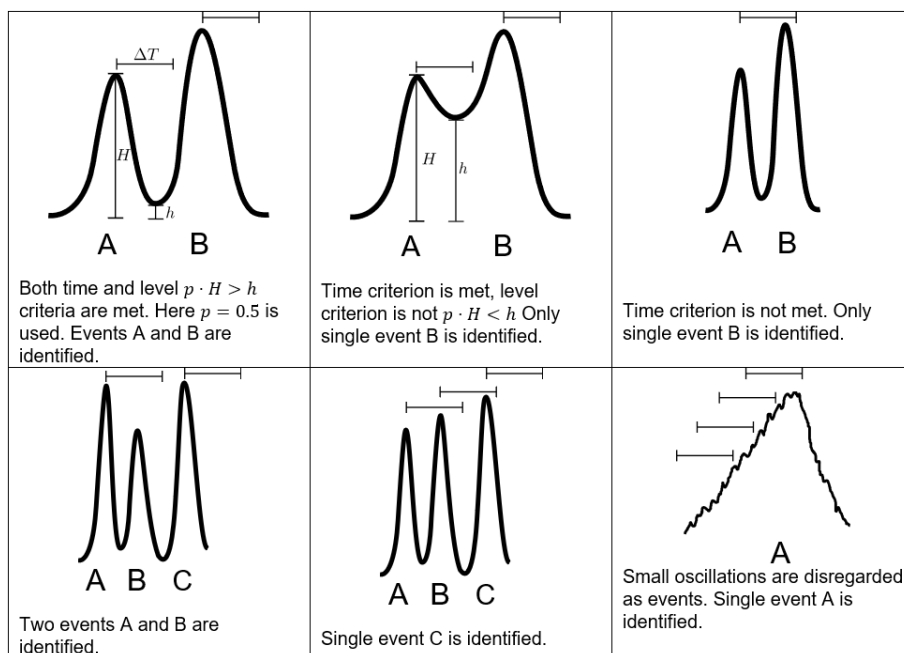 ΔT
H
h
A B
Both time and level p · H > h
criteria are met. Here p = 0.5 is
used. Events A and B are
identified.
H
h
A B
Time criterion is met, level
criterion is not p · H < h Only
single event B is identified.
A B
Time criterion is not met. Only
single event B is identified.
A B C
Two events A and B are
identified.
A B C
Single event C is identified.
A
Small oscillations are disregarded
as events. Single event A is
identified.